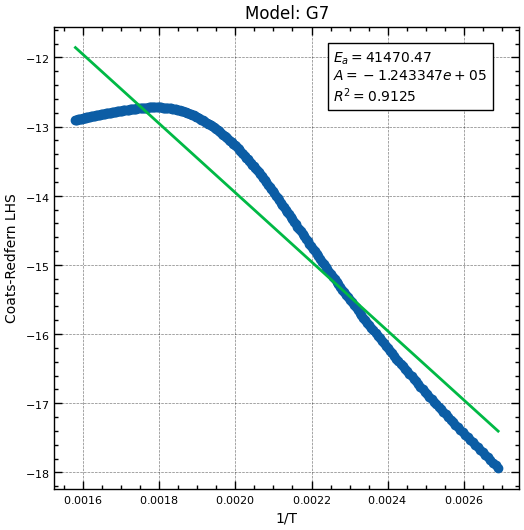 Model: G7
−12
−13
−14
−15
−16
−17
−18
Coats-Redfern LHS
E_a = 41470.47
A = −1.243347e + 05
R² = 0.9125
0.0016 0.0018 0.0020 0.0022 0.0024 0.0026
1/T